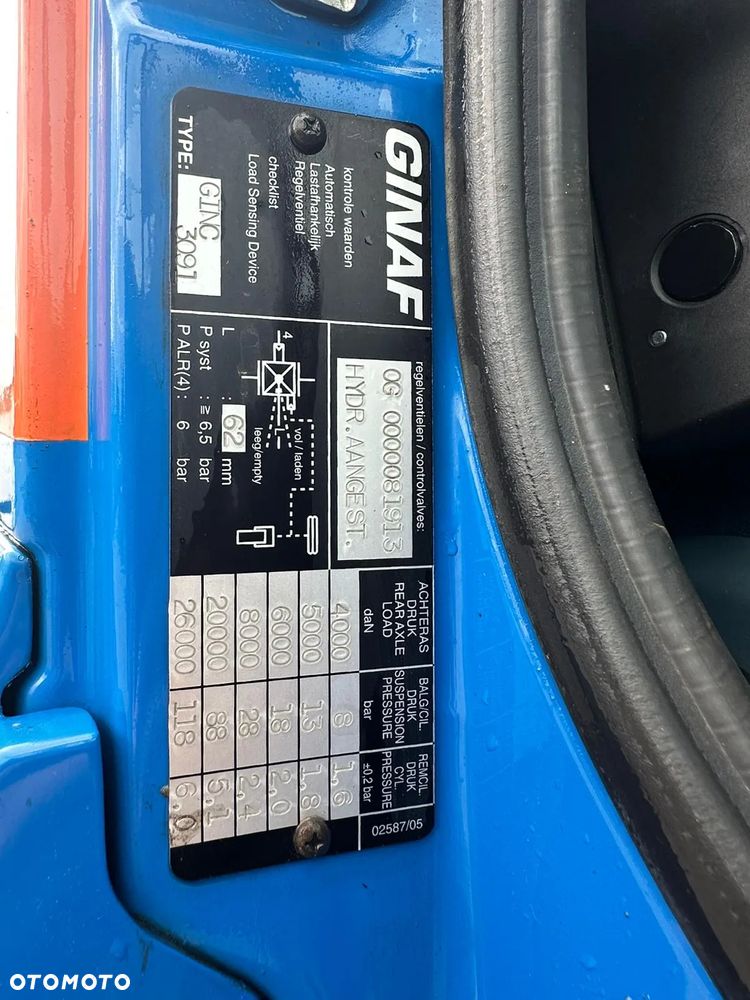 GINAF
kontrole waarden
Automatisch
Lastafhankelijk
Regelventiel
checklist
Load Sensing Device
TYPE: GINC
3091
regelventielen / controlvalves:
0G 0000081913
HYDR.AANGEST.
4
vol / laden
leeg/empty
L
L : 62 mm
P syst : ≧ 6,5 bar
P ALR(4) : 6 bar
ACHTERAS DRUK REAR AXLE LOAD daN
BALG/CIL. DRUK SUSPENSION PRESSURE bar
REMCIL DRUK CYL. PRESSURE ±0,2 bar
4000 8 1,6
5000 13 1,8
6000 18 2,0
8000 28 2,4
20000 88 5,1
26000 118 6,0
02587/05
OTOMOTO